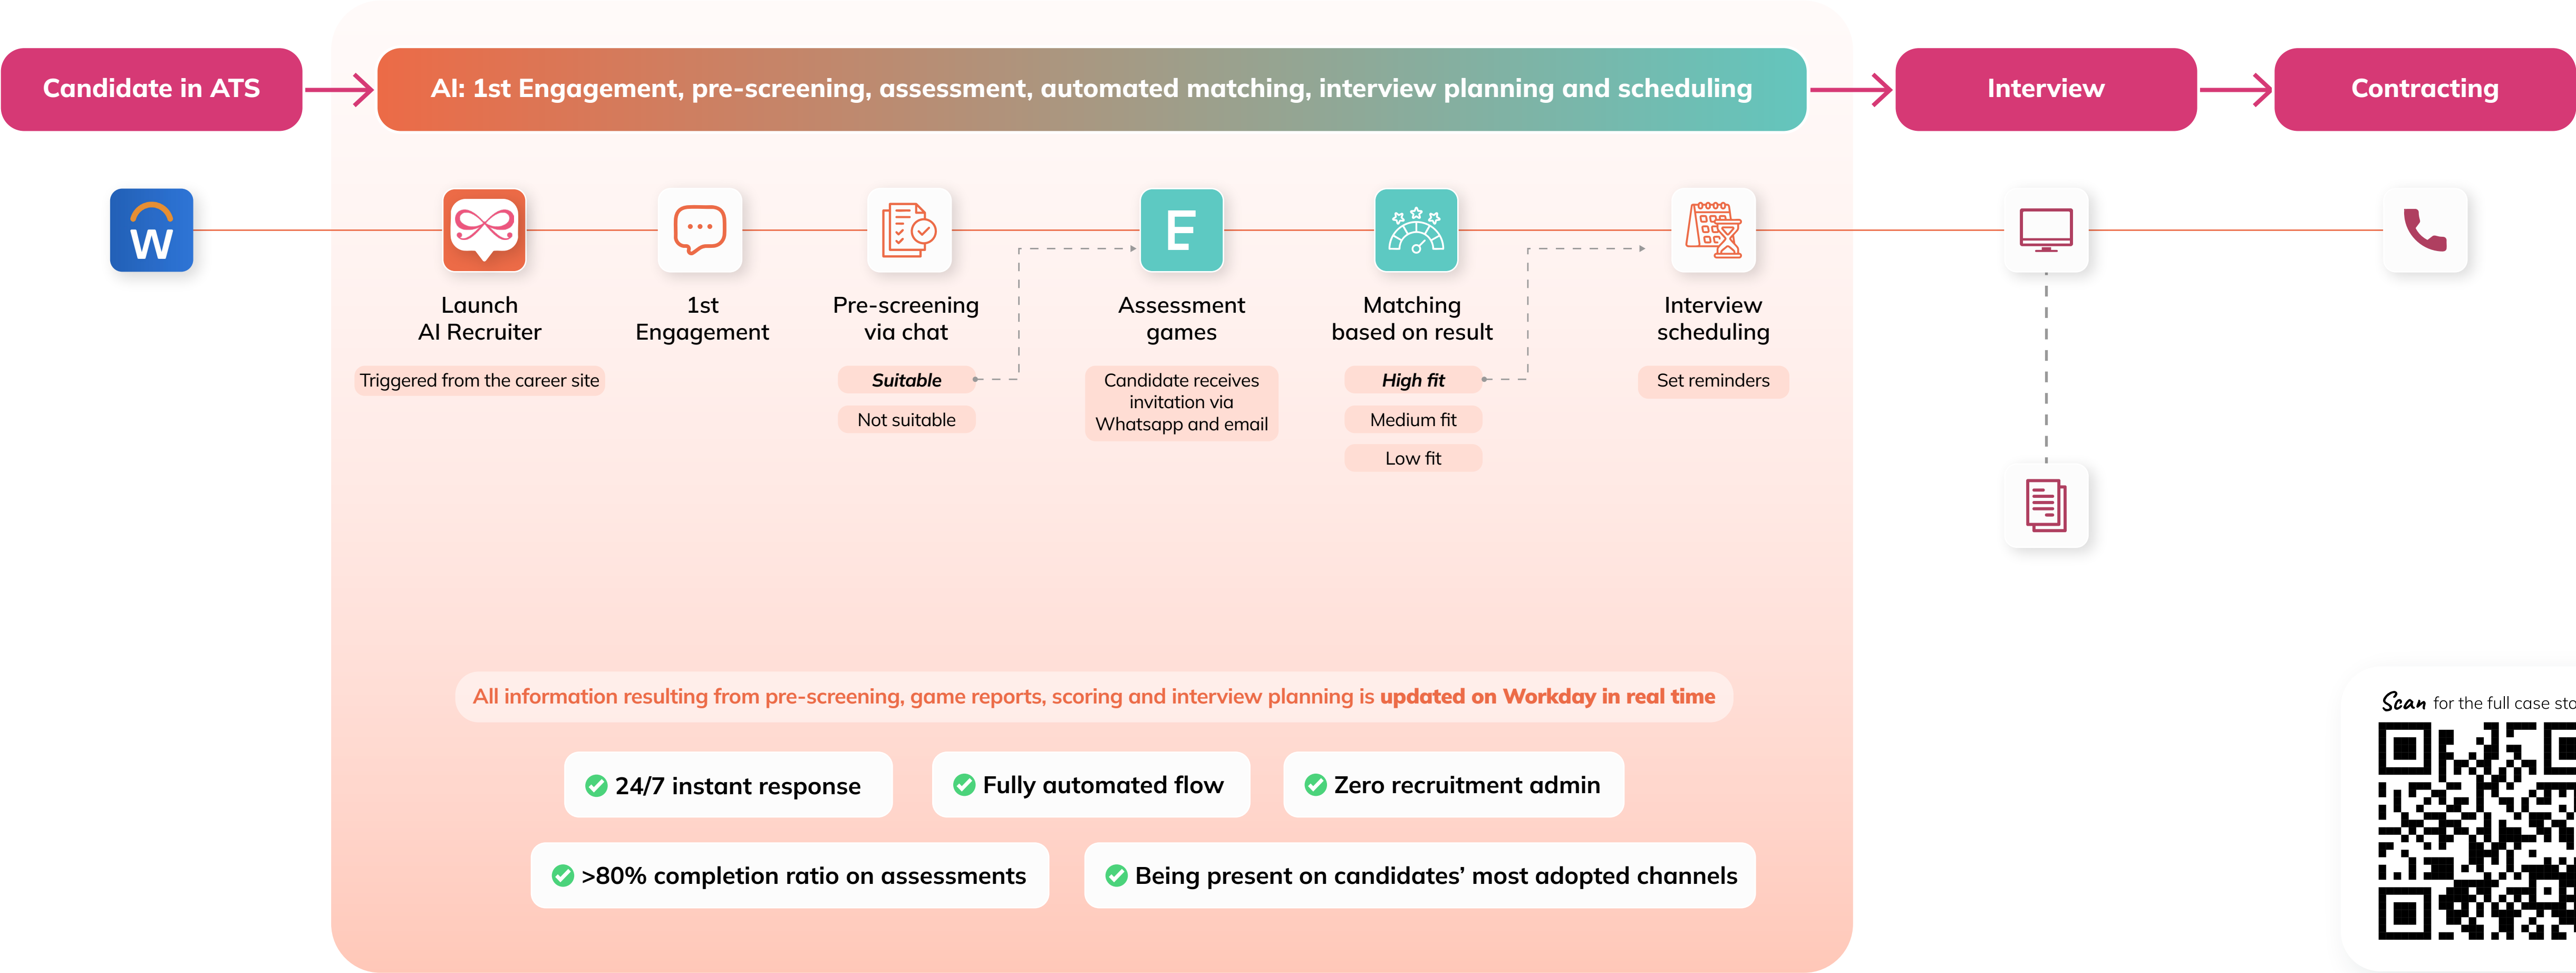 Candidate in ATS
AI: 1st Engagement, pre-screening, assessment, automated matching, interview planning and scheduling
Interview
Contracting
W
E
Launch
AI Recruiter
Triggered from the career site
1st
Engagement
Pre-screening
via chat
Suitable
Not suitable
Assessment
games
Candidate receives
invitation via
Whatsapp and email
Matching
based on result
High fit
Medium fit
Low fit
Interview
scheduling
Set reminders
All information resulting from pre-screening, game reports, scoring and interview planning is updated on Workday in real time
24/7 instant response
Fully automated flow
Zero recruitment admin
>80% completion ratio on assessments
Being present on candidates’ most adopted channels
Scan for the full case